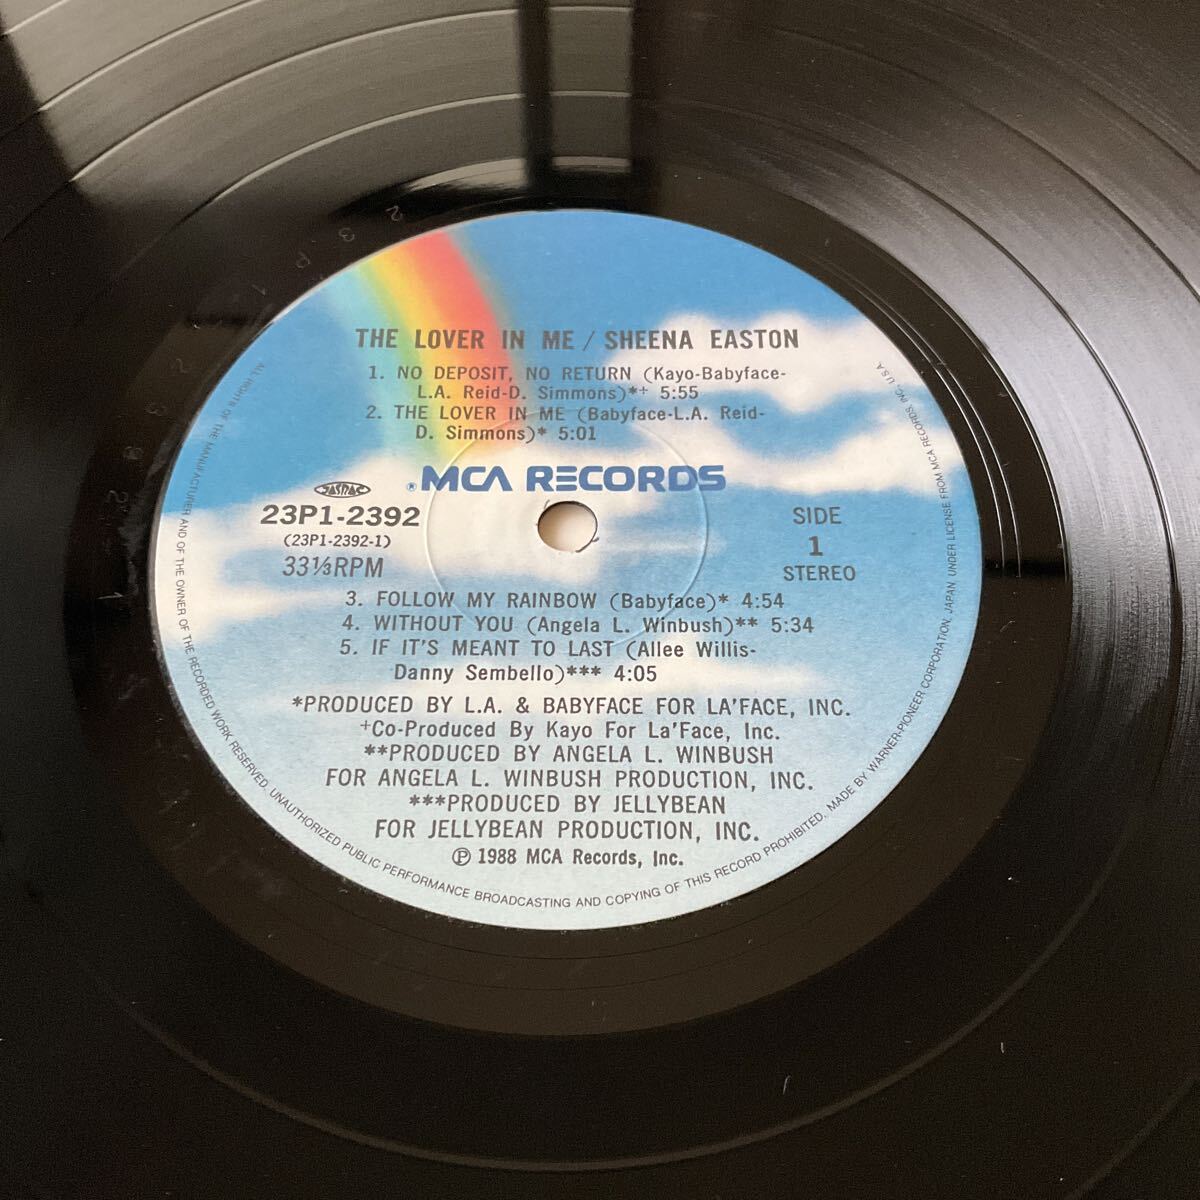 THE LOVER IN ME / SHEENA EASTON
1. NO DEPOSIT, NO RETURN (Kayo-Babyface-
L.A. Reid-D. Simmons)*+ 5:55
2. THE LOVER IN ME (Babyface-L.A. Reid-
D. Simmons)* 5:01
® MCA RECORDS
JASRAC
23P1-2392
(23P1-2392-1)
33⅓RPM
SIDE
1
STEREO
3. FOLLOW MY RAINBOW (Babyface)* 4:54
4. WITHOUT YOU (Angela L. Winbush)** 5:34
5. IF IT'S MEANT TO LAST (Allee Willis-
Danny Sembello)*** 4:05
*PRODUCED BY L.A. & BABYFACE FOR LA'FACE, INC.
+Co-Produced By Kayo For La'Face, Inc.
**PRODUCED BY ANGELA L. WINBUSH
FOR ANGELA L. WINBUSH PRODUCTION, INC.
***PRODUCED BY JELLYBEAN
FOR JELLYBEAN PRODUCTION, INC.
Ⓟ 1988 MCA Records, Inc.
ALL RIGHTS OF THE MANUFACTURER AND OF THE OWNER OF THE RECORDED WORK RESERVED. UNAUTHORIZED PUBLIC PERFORMANCE BROADCASTING AND COPYING OF THIS RECORD PROHIBITED. MADE BY WARNER-PIONEER CORPORATION, JAPAN, UNDER LICENSE FROM MCA RECORDS, INC., U.S.A.